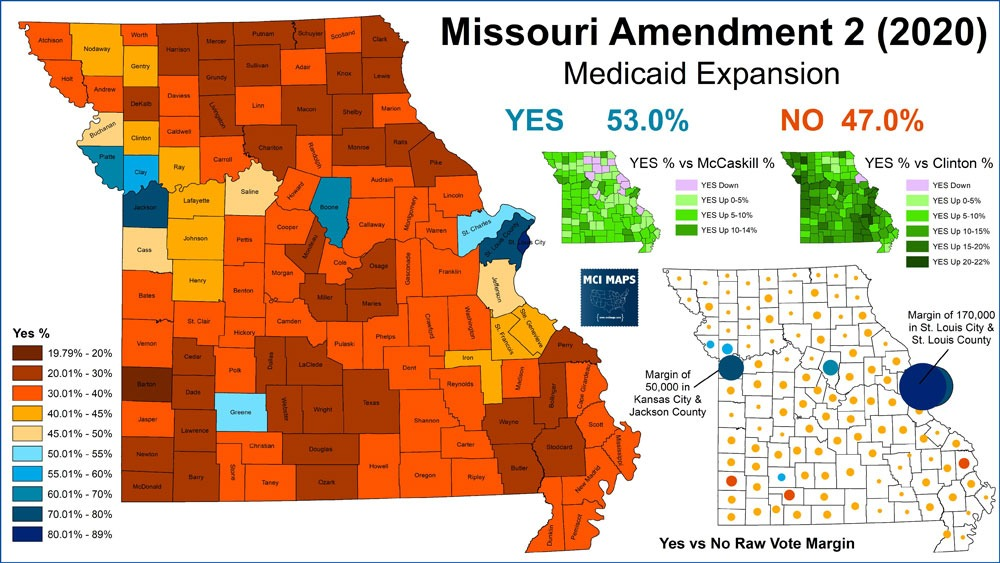 Missouri Amendment 2 (2020)
Medicaid Expansion
YES 53.0% NO 47.0%
YES % vs McCaskill %
YES Down
YES Up 0-5%
YES Up 5-10%
YES Up 10-14%
YES % vs Clinton %
YES Down
YES Up 0-5%
YES Up 5-10%
YES Up 10-15%
YES Up 15-20%
YES Up 20-22%
MCI MAPS
Atchison
Nodaway
Worth
Harrison
Mercer
Putnam
Schuyler
Scotland
Clark
Holt
Andrew
Gentry
DeKalb
Daviess
Grundy
Sullivan
Adair
Knox
Lewis
Buchanan
Clinton
Caldwell
Livingston
Linn
Macon
Shelby
Marion
Platte
Clay
Ray
Carroll
Chariton
Randolph
Monroe
Ralls
Pike
Jackson
Lafayette
Saline
Howard
Boone
Audrain
Callaway
Montgomery
Lincoln
Warren
St. Charles
St. Louis County
St. Louis City
Cass
Johnson
Pettis
Cooper
Moniteau
Cole
Osage
Gasconade
Franklin
Jefferson
Bates
Henry
Benton
Morgan
Miller
Maries
Camden
St. Clair
Hickory
Vernon
Cedar
Polk
Dallas
LaClede
Pulaski
Phelps
Crawford
Washington
St. Francois
Ste. Genevieve
Perry
Iron
Dent
Reynolds
Madison
Bollinger
Cape Girardeau
Barton
Dade
Greene
Webster
Wright
Texas
Shannon
Wayne
Scott
Jasper
Lawrence
Christian
Douglas
Howell
Carter
Stoddard
Mississippi
Newton
Stone
Taney
Ozark
Oregon
Ripley
Butler
New Madrid
McDonald
Barry
Dunklin
Pemiscot
Yes %
19.79% - 20%
20.01% - 30%
30.01% - 40%
40.01% - 45%
45.01% - 50%
50.01% - 55%
55.01% - 60%
60.01% - 70%
70.01% - 80%
80.01% - 89%
Margin of 170,000
in St. Louis City &
St. Louis County
Margin of
50,000 in
Kansas City &
Jackson County
Yes vs No Raw Vote Margin